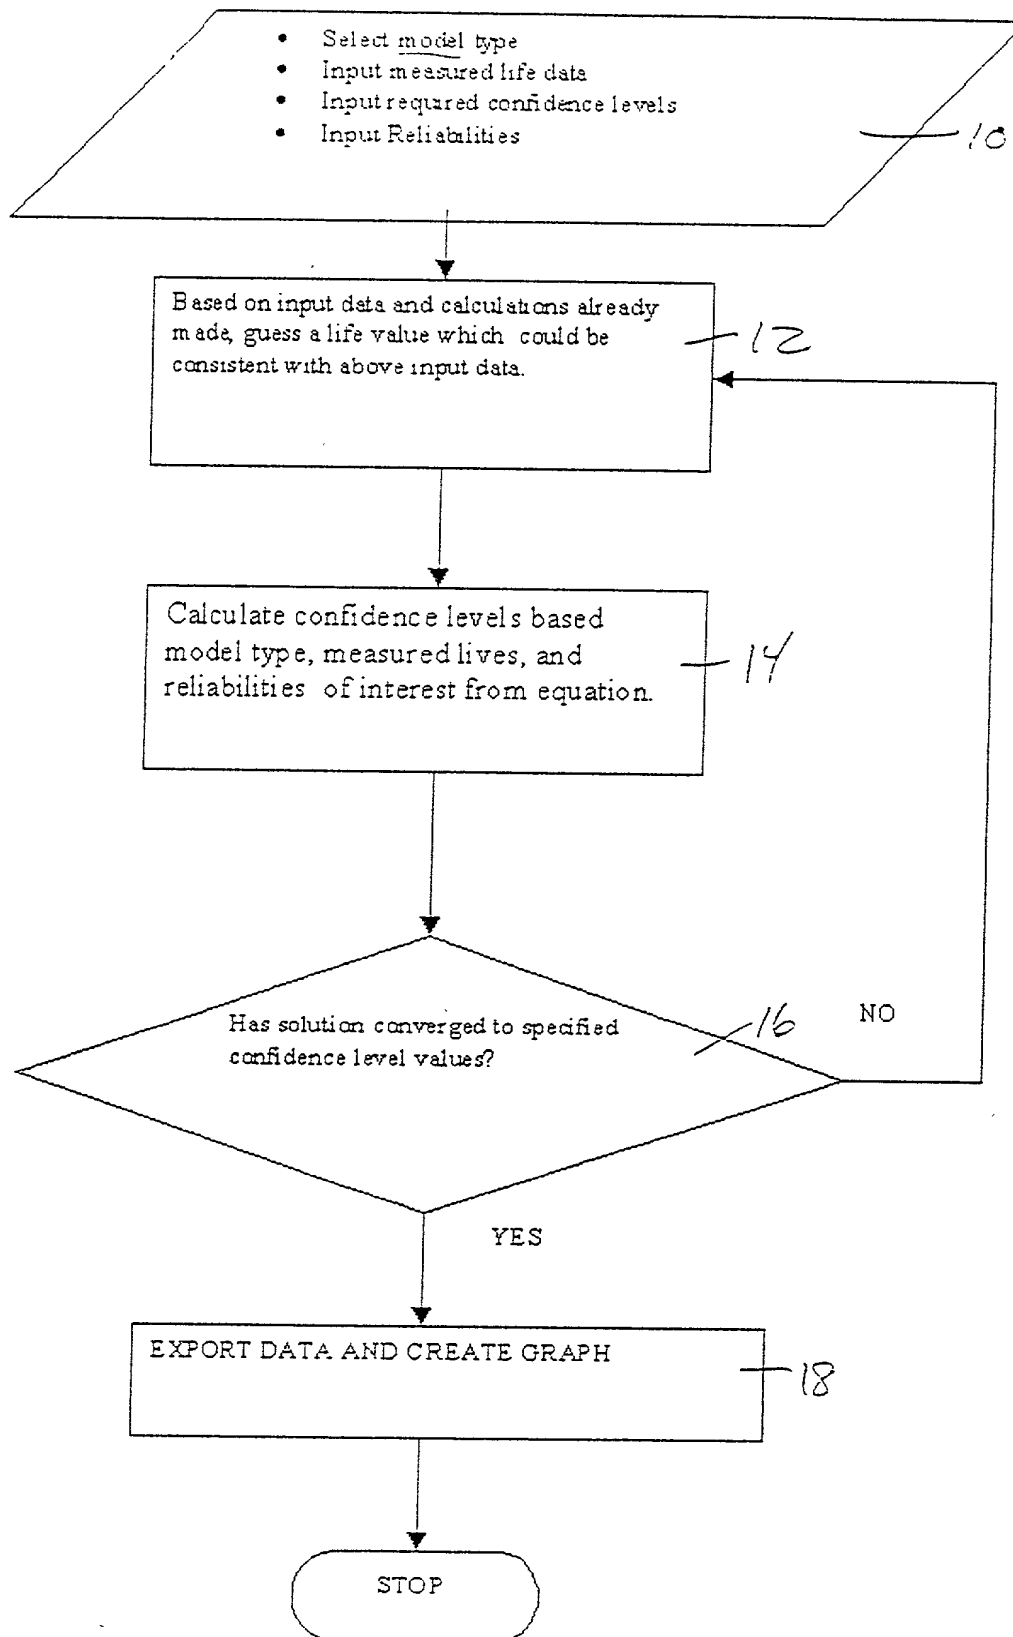 • Select model type
• Input measured life data
• Input required confidence levels
• Input Reliabilities
10
Based on input data and calculations already
made, guess a life value which could be
consistent with above input data.
12
Calculate confidence levels based
model type, measured lives, and
reliabilities of interest from equation.
14
Has solution converged to specified
confidence level values?
16
NO
YES
EXPORT DATA AND CREATE GRAPH
18
STOP